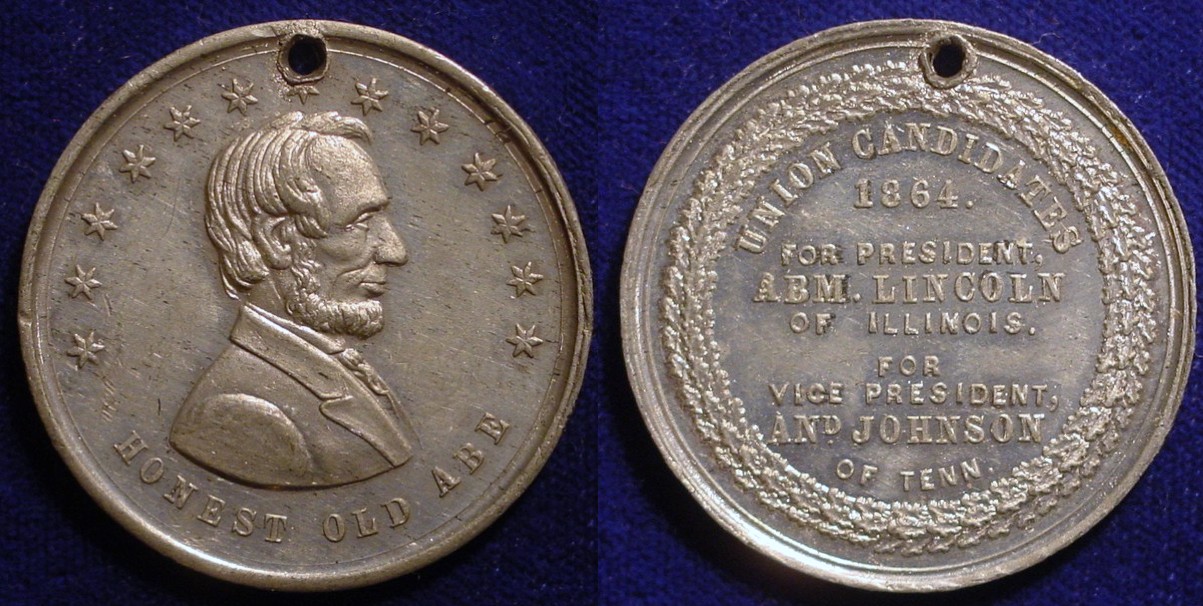 HONEST OLD ABE
UNION CANDIDATES
1864.
FOR PRESIDENT,
ABM. LINCOLN
OF ILLINOIS.
FOR
VICE PRESIDENT,
AND JOHNSON
OF TENN.